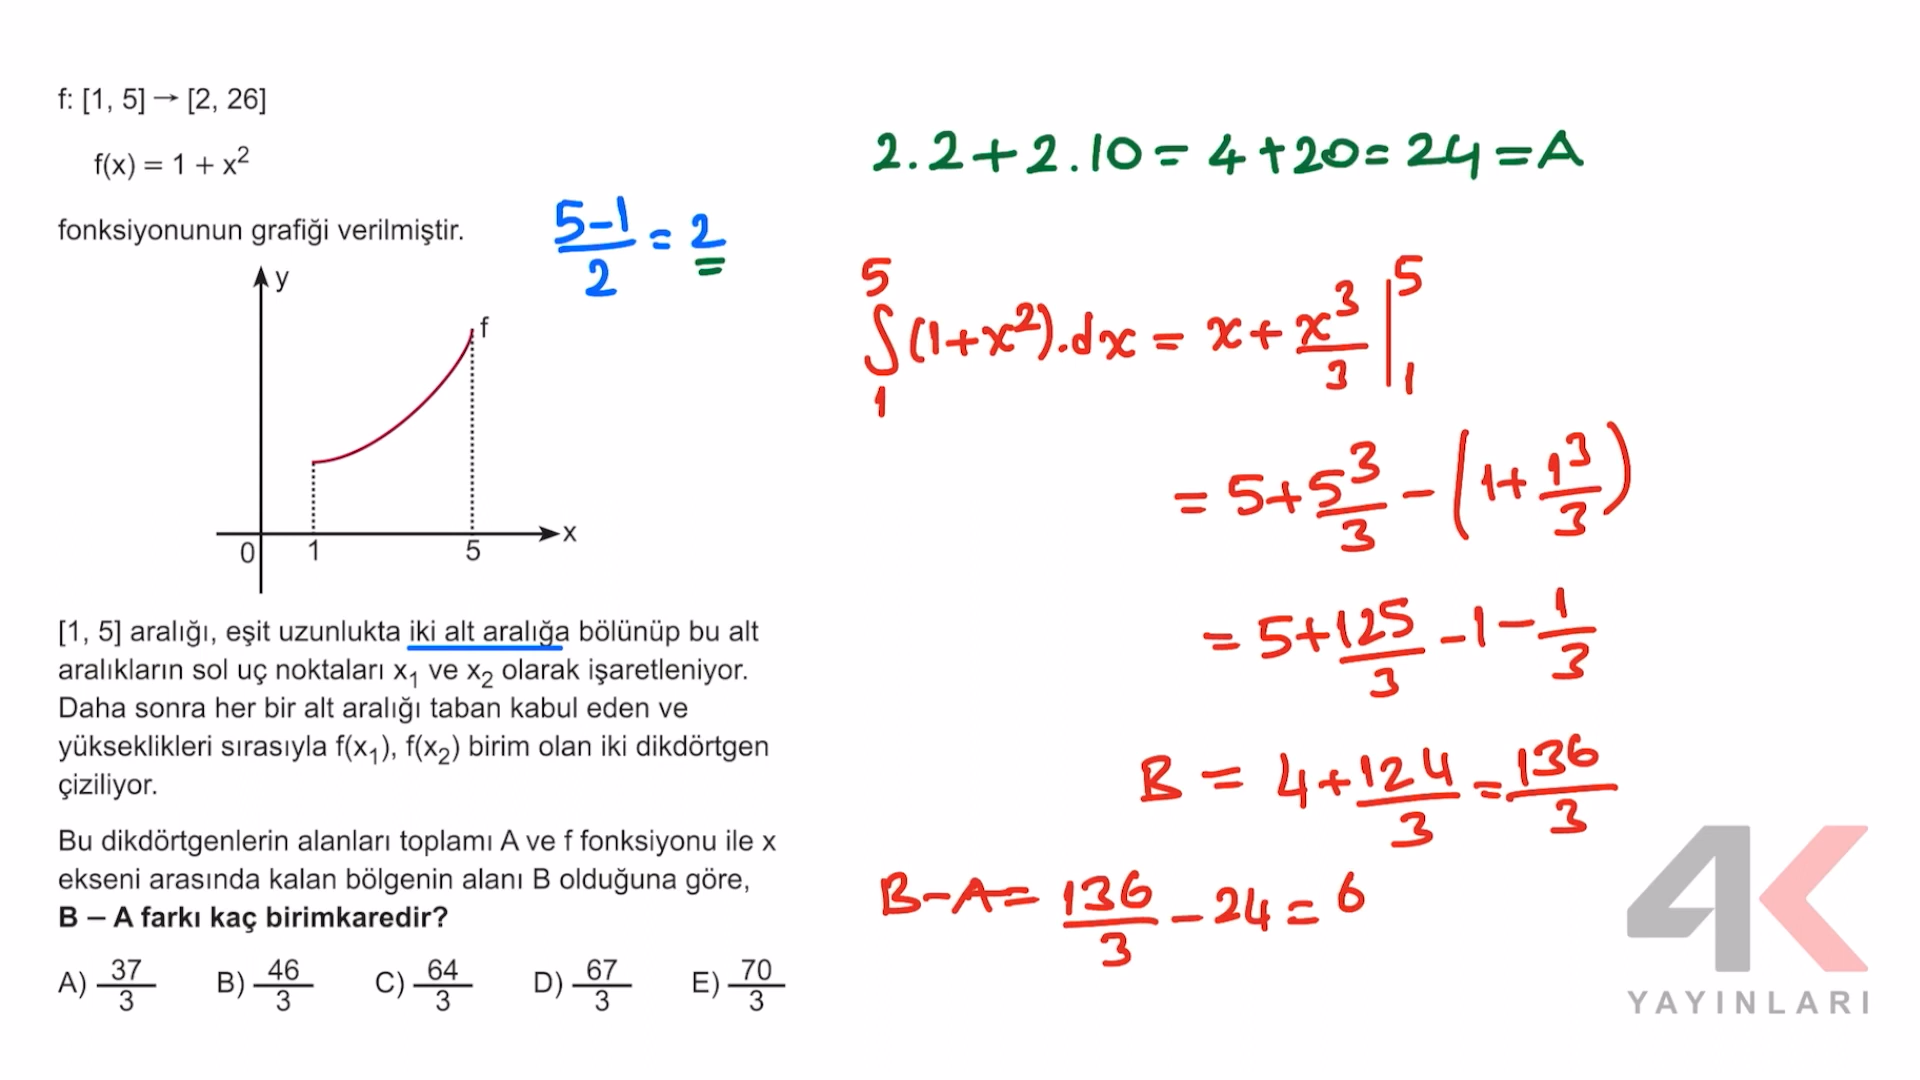 f: [1, 5] → [2, 26]
f(x) = 1 + x²
fonksiyonunun grafiği verilmiştir.
y
f
0
1
5
x
[1, 5] aralığı, eşit uzunlukta iki alt aralığa bölünüp bu alt
aralıkların sol uç noktaları x₁ ve x₂ olarak işaretleniyor.
Daha sonra her bir alt aralığı taban kabul eden ve
yükseklikleri sırasıyla f(x₁), f(x₂) birim olan iki dikdörtgen
çiziliyor.
Bu dikdörtgenlerin alanları toplamı A ve f fonksiyonu ile x
ekseni arasında kalan bölgenin alanı B olduğuna göre,
B – A farkı kaç birimkaredir?
A) 37/3 B) 46/3 C) 64/3 D) 67/3 E) 70/3
(5-1)/2 = 2
2.2+2.10 = 4+20 = 24 = A
∫₁⁵ (1+x²).dx = x + x³/3 |₁⁵
= 5 + 5³/3 - (1 + 1³/3)
= 5 + 125/3 - 1 - 1/3
B = 4 + 124/3 = 136/3
B-A = 136/3 - 24 = 6
4K
YAYINLARI